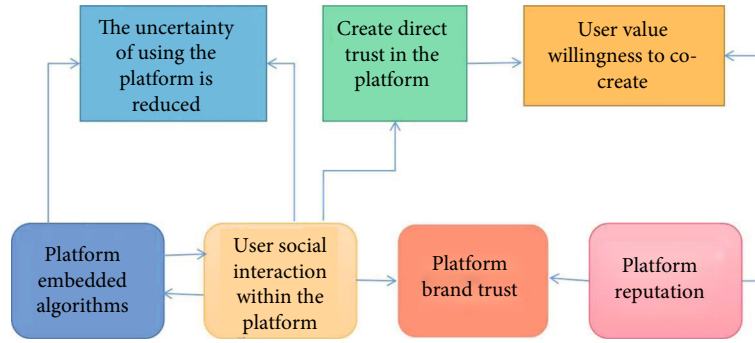 The uncertainty
of using the
platform is
reduced
Create direct
trust in the
platform
User value
willingness to co-
create
Platform
embedded
algorithms
User social
interaction
within the
platform
Platform
brand trust
Platform
reputation